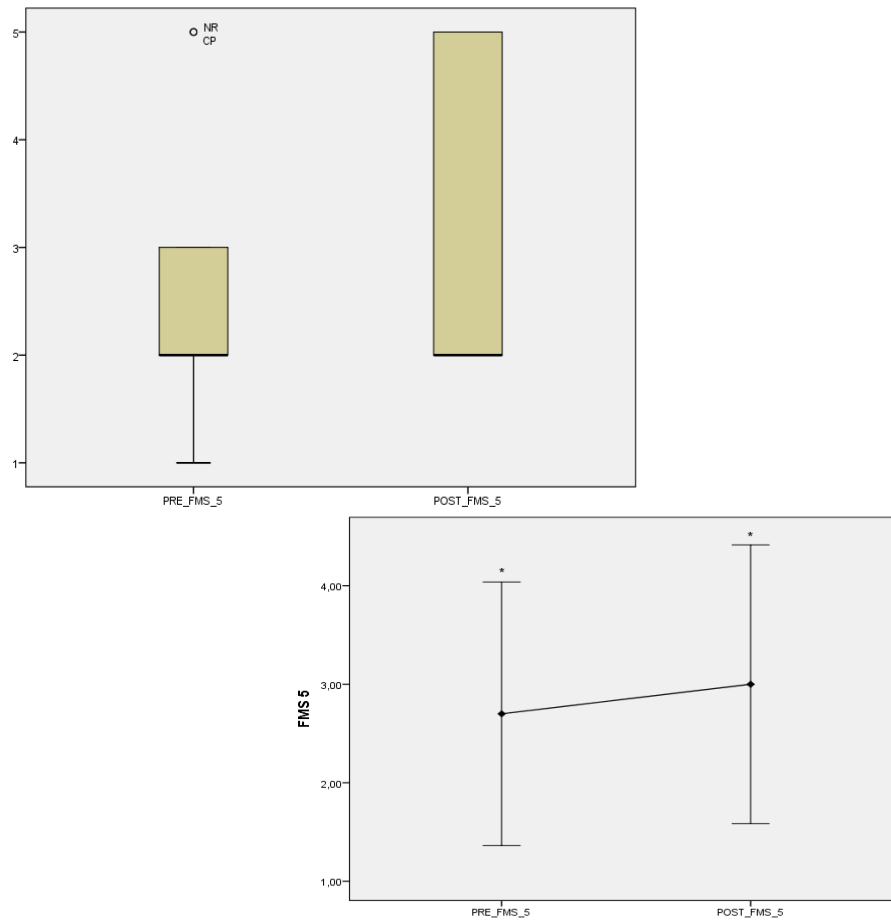 5
NR
CP
4
3
2
1
PRE_FMS_5
POST_FMS_5
*
*
4,00
3,00
FMS 5
2,00
1,00
PRE_FMS_5
POST_FMS_5